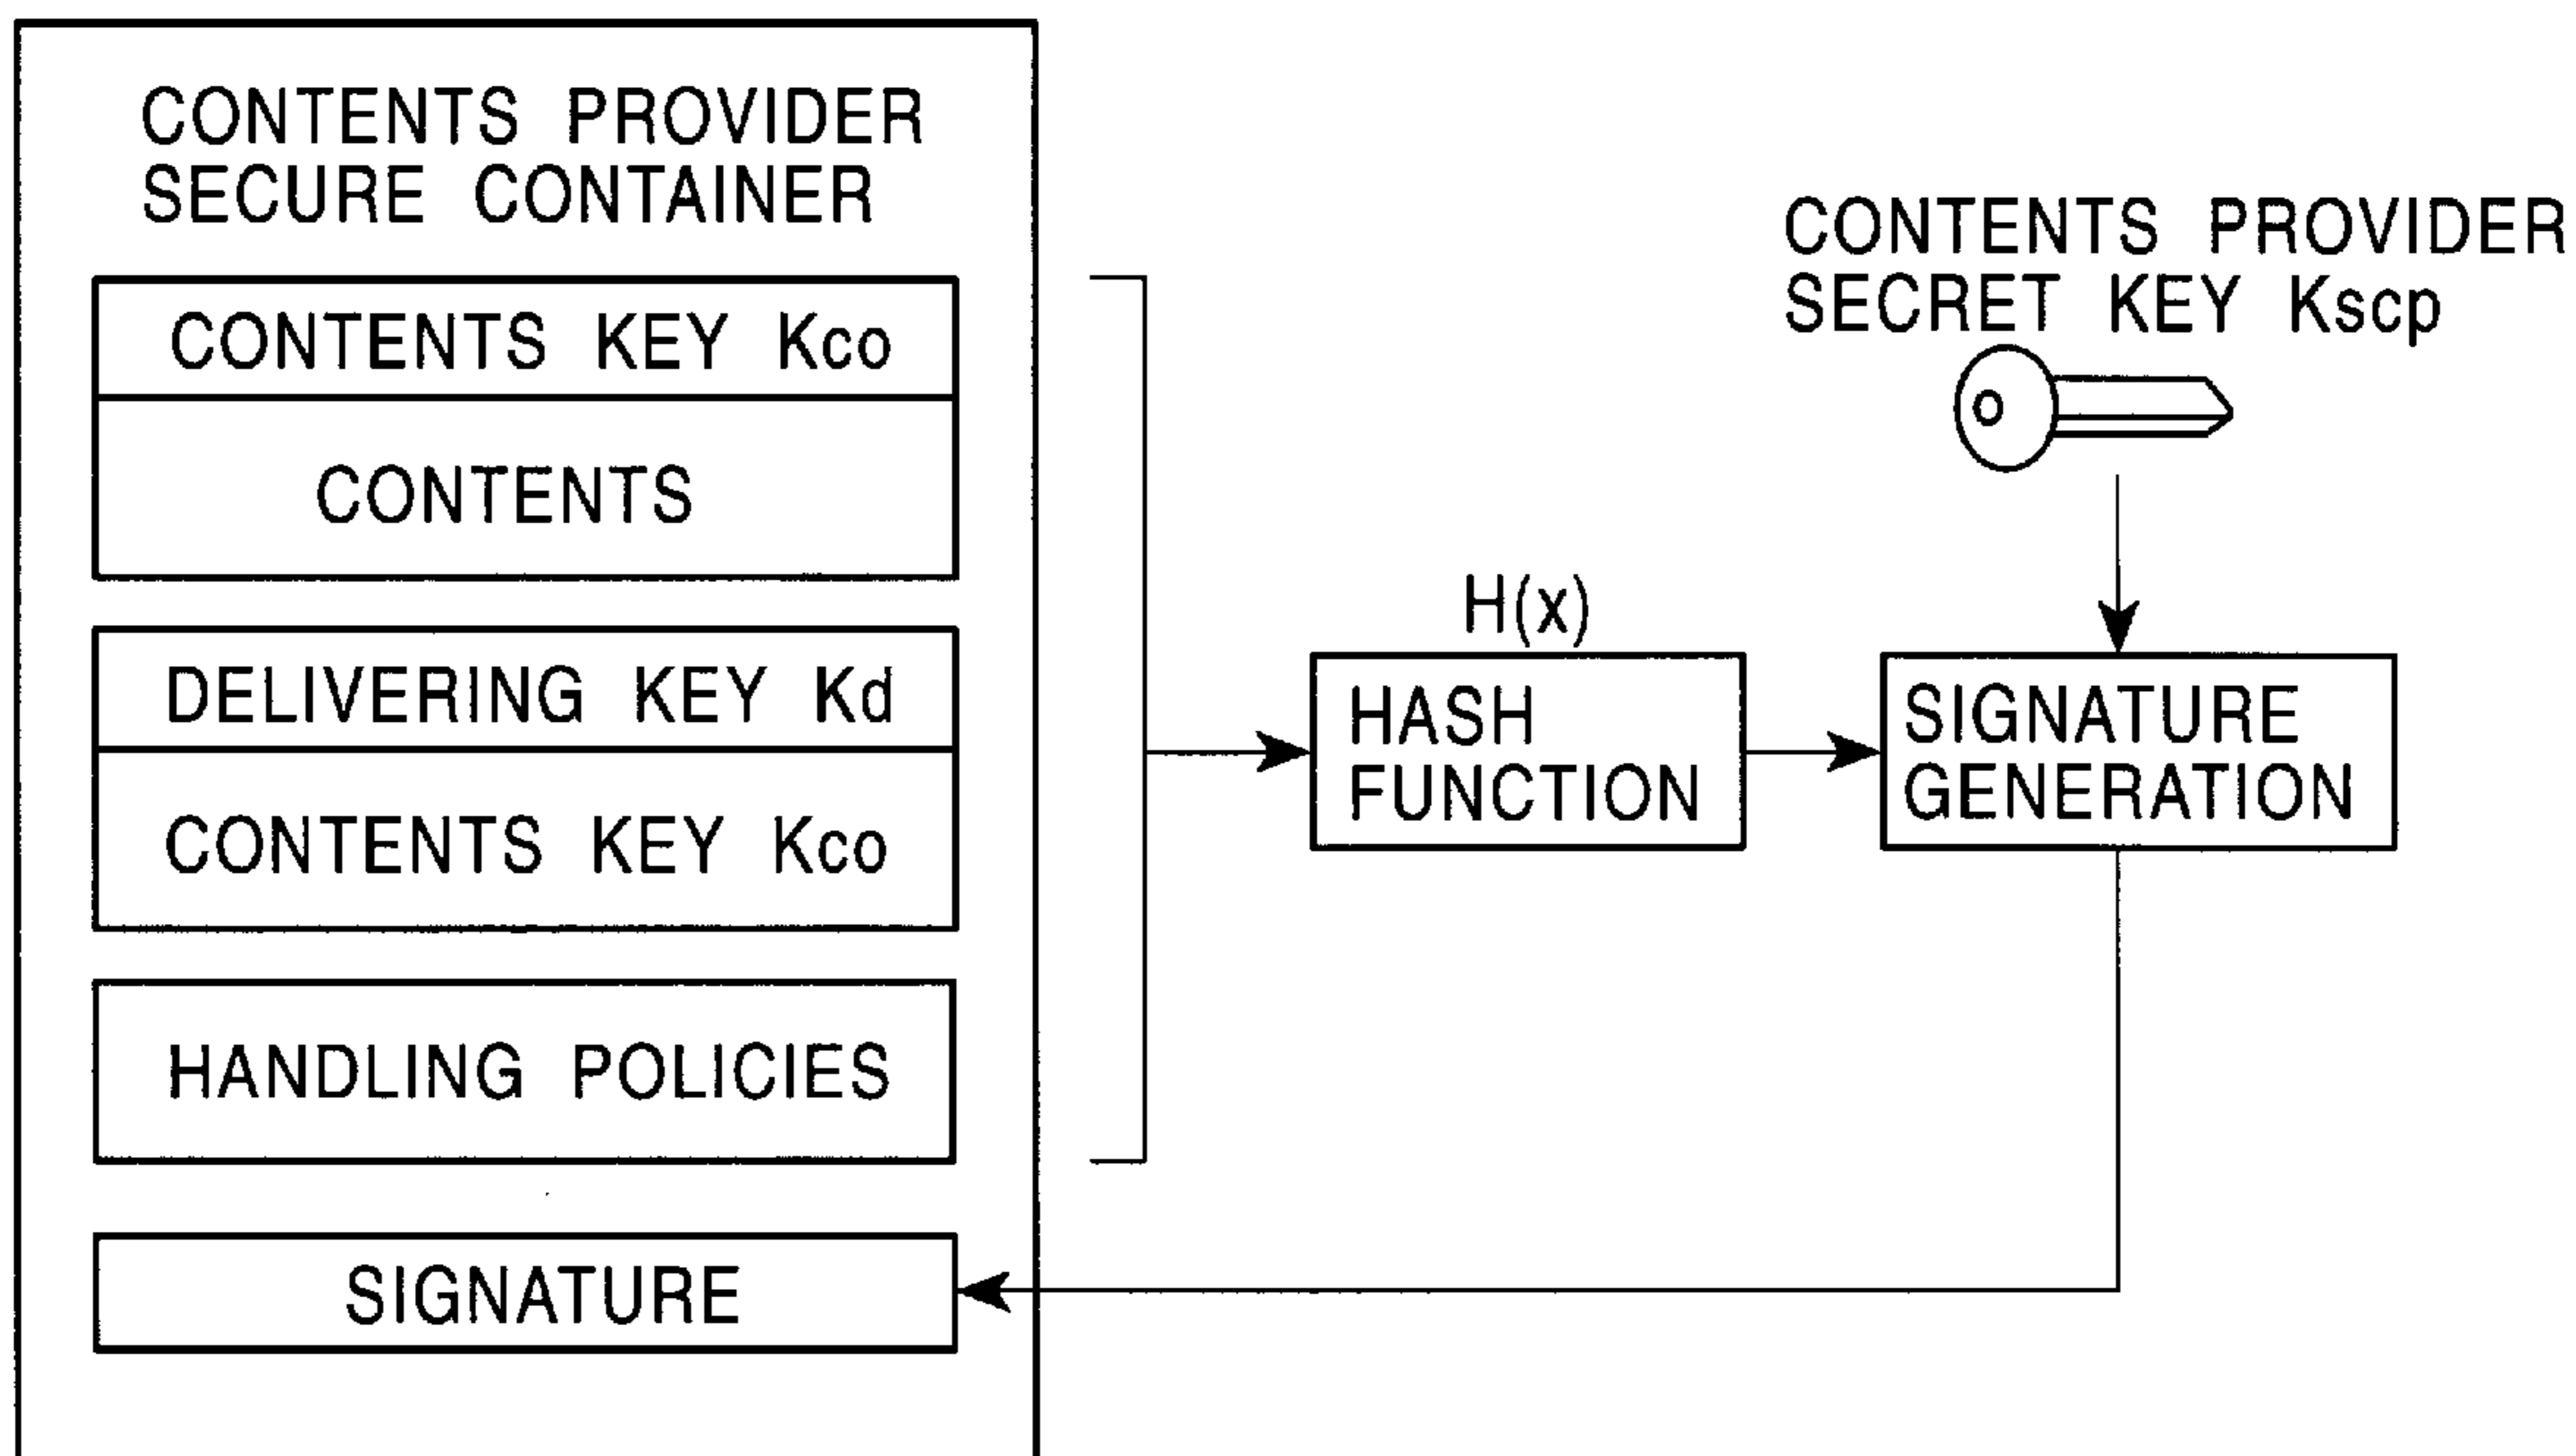 CONTENTS PROVIDER
SECURE CONTAINER
CONTENTS KEY Kco
CONTENTS
DELIVERING KEY Kd
CONTENTS KEY Kco
HANDLING POLICIES
SIGNATURE
H(x)
HASH
FUNCTION
CONTENTS PROVIDER
SECRET KEY Kscp
SIGNATURE
GENERATION